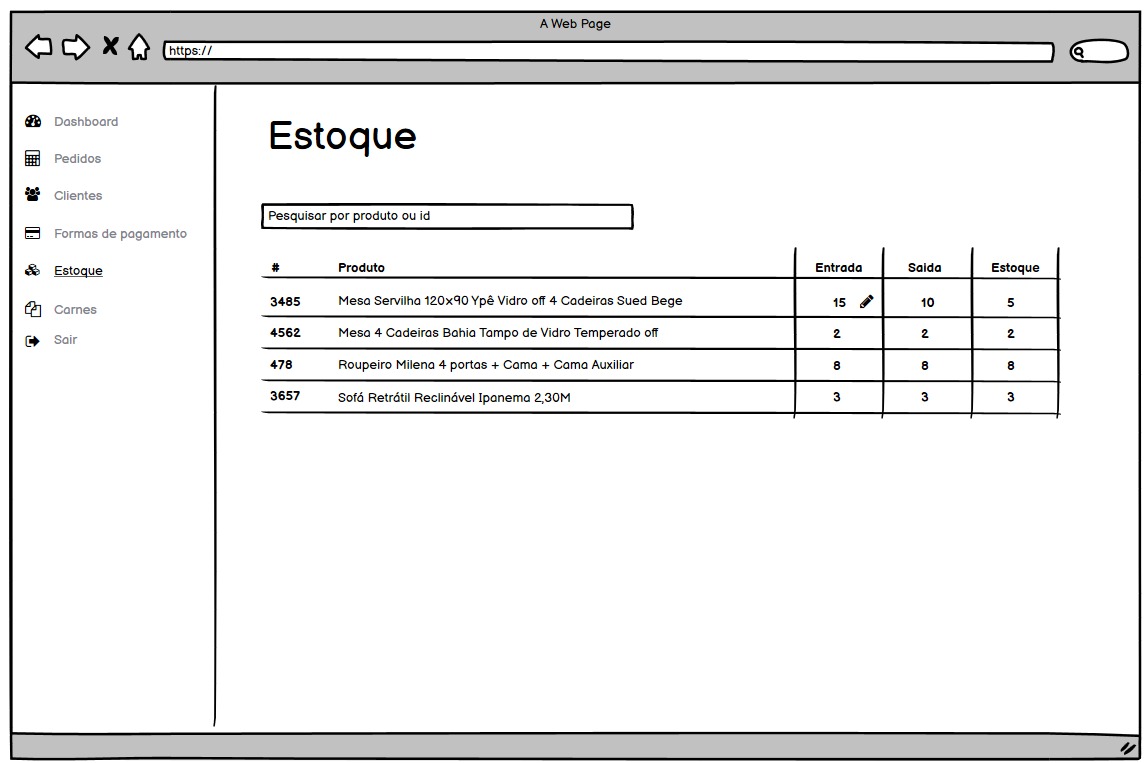 A Web Page
https://
Dashboard
Pedidos
Clientes
Formas de pagamento
Estoque
Carnes
Sair
Estoque
Pesquisar por produto ou id
# Produto Entrada Saida Estoque
3485 Mesa Servilha 120x90 Ypê Vidro off 4 Cadeiras Sued Bege 15 10 5
4562 Mesa 4 Cadeiras Bahia Tampo de Vidro Temperado off 2 2 2
478 Roupeiro Milena 4 portas + Cama + Cama Auxiliar 8 8 8
3657 Sofá Retrátil Reclinável Ipanema 2,30M 3 3 3